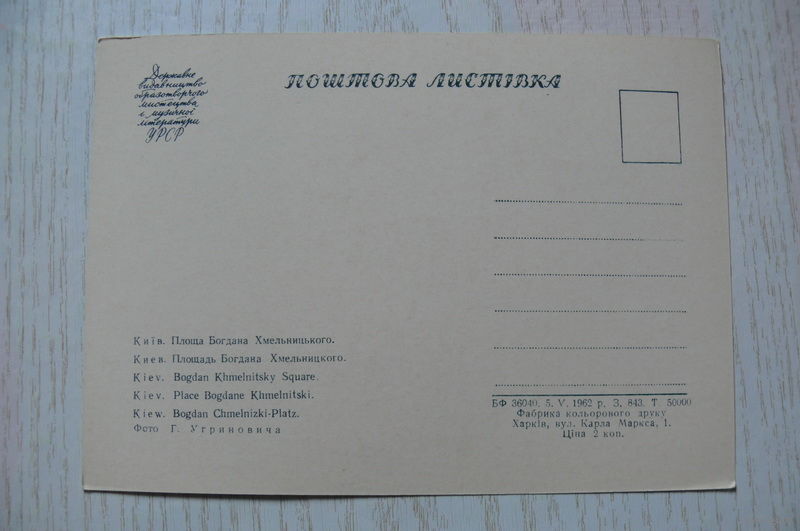 Державне
видавництво
образотворчого
мистецтва
і музичної
літератури
УРСР
ПОШТОВА ЛИСТІВКА
Київ. Площа Богдана Хмельницького.
Киев. Площадь Богдана Хмельницкого.
Kiev. Bogdan Khmelnitsky Square.
Kiev. Place Bogdane Khmelnitski.
Kiew. Bogdan Chmelnizki-Platz.
Фото Г. Угриновича
БФ 36040. 5. V. 1962 р. З. 843. Т. 50000
Фабрика кольорового друку
Харків, вул. Карла Маркса, 1.
Ціна 2 коп.